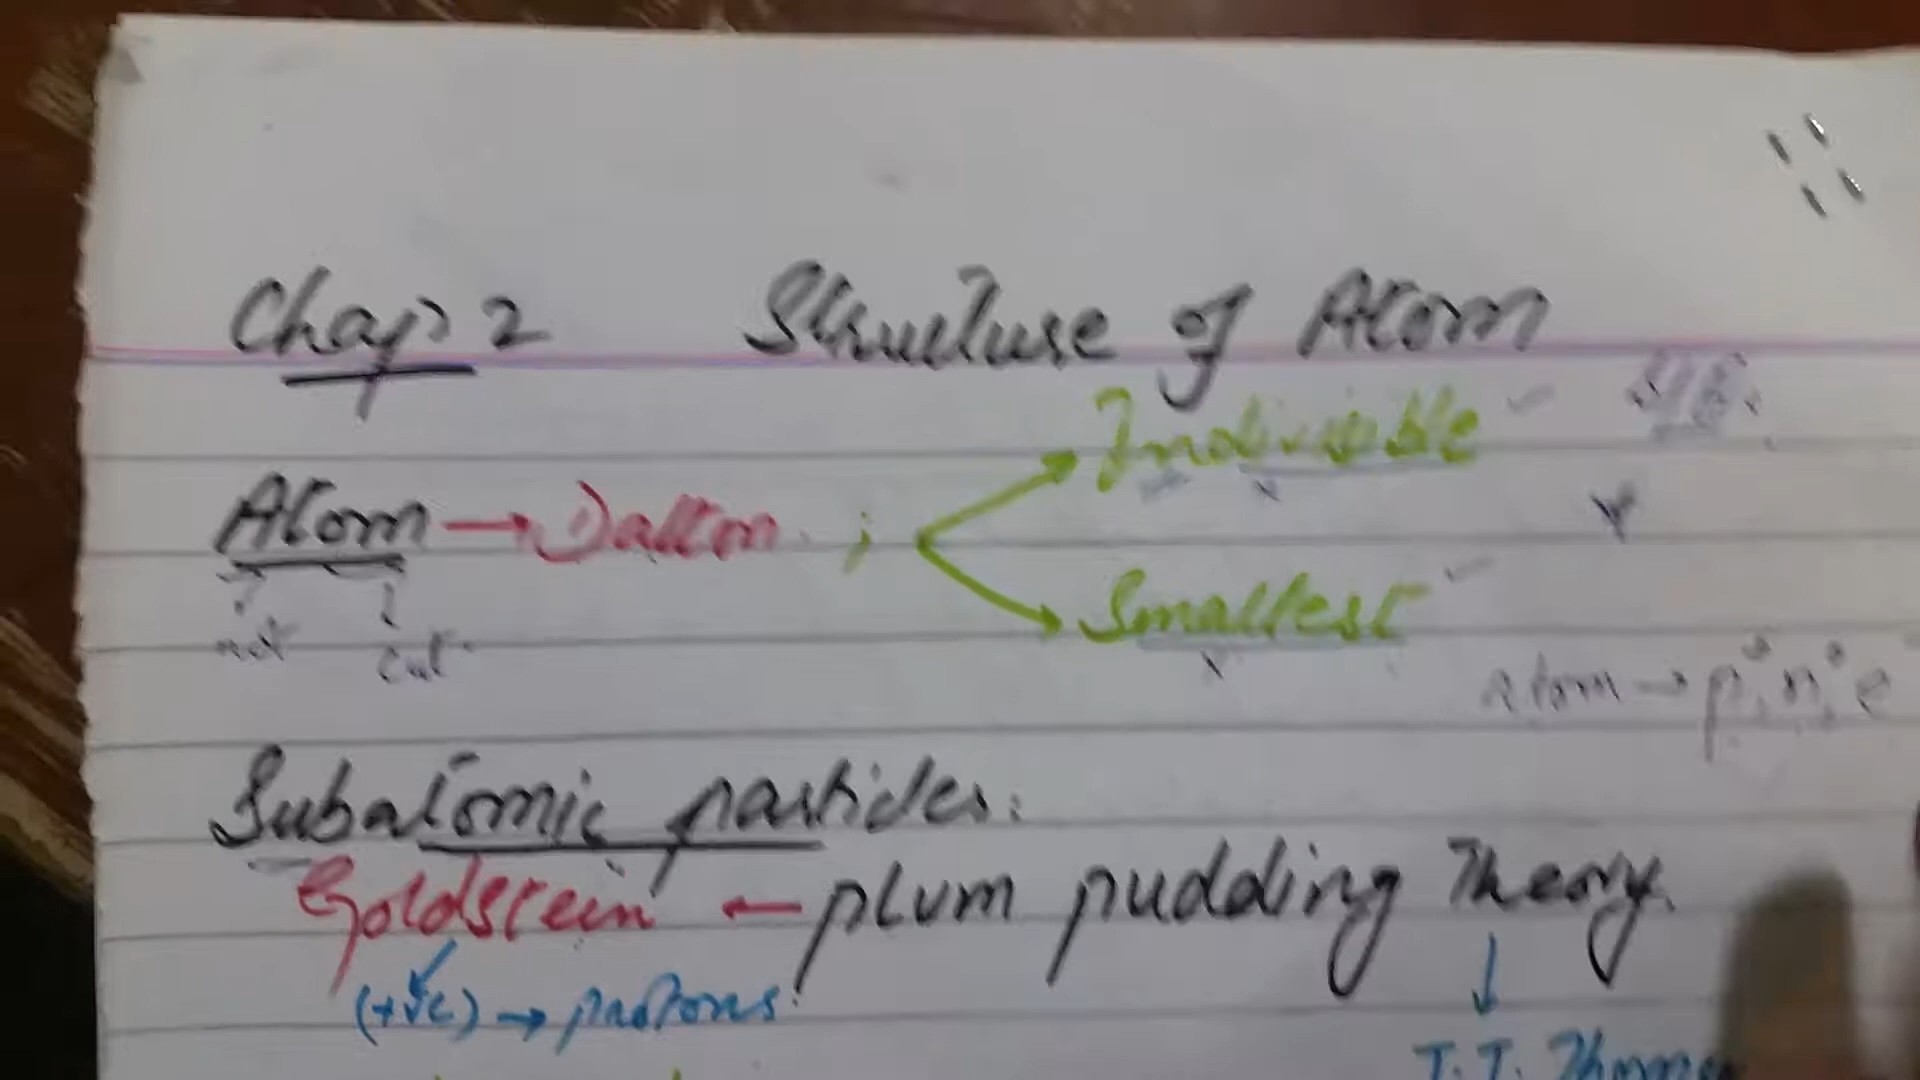 Chap 2 Structure of Atom
Indivisible
Atom → Dalton ;
Smallest
not cut
atom → p⁺, n°, e⁻
Subatomic particles:
Goldstein ← plum pudding Theory.
(+ve) → protons.
J.J. Thomson